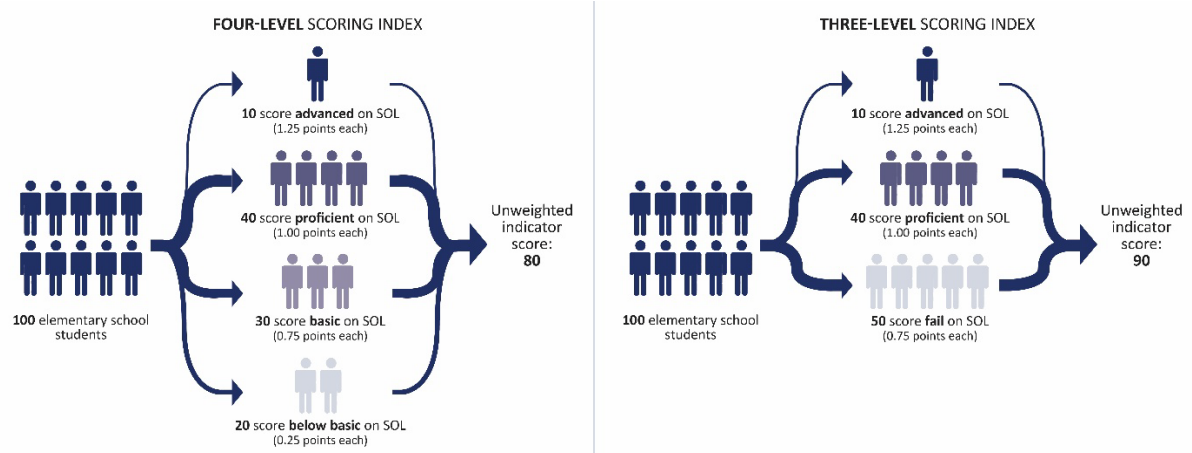 FOUR-LEVEL SCORING INDEX
10 score advanced on SOL
(1.25 points each)
40 score proficient on SOL
(1.00 points each)
30 score basic on SOL
(0.75 points each)
20 score below basic on SOL
(0.25 points each)
100 elementary school
students
Unweighted
indicator
score:
80
THREE-LEVEL SCORING INDEX
10 score advanced on SOL
(1.25 points each)
40 score proficient on SOL
(1.00 points each)
50 score fail on SOL
(0.75 points each)
100 elementary school
students
Unweighted
indicator
score:
90